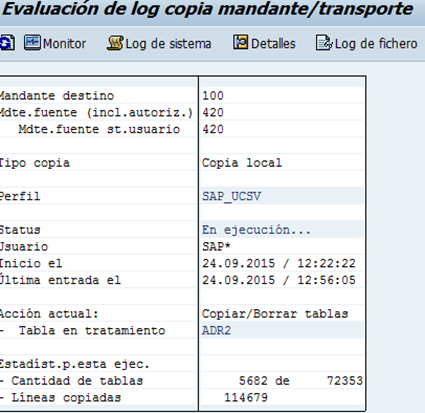 Evaluación de log copia mandante/transporte
Monitor Log de sistema Detalles Log de fichero
Mandante destino 100
Mdte.fuente (incl.autoriz.) 420
Mdte.fuente st.usuario 420
Tipo copia Copia local
Perfil SAP_UCSV
Status En ejecución...
Usuario SAP*
Inicio el 24.09.2015 / 12:22:22
Última entrada el 24.09.2015 / 12:56:05
Acción actual: Copiar/Borrar tablas
- Tabla en tratamiento ADR2
Estadíst.p.esta ejec.
- Cantidad de tablas 5682 de 72353
- Líneas copiadas 114679